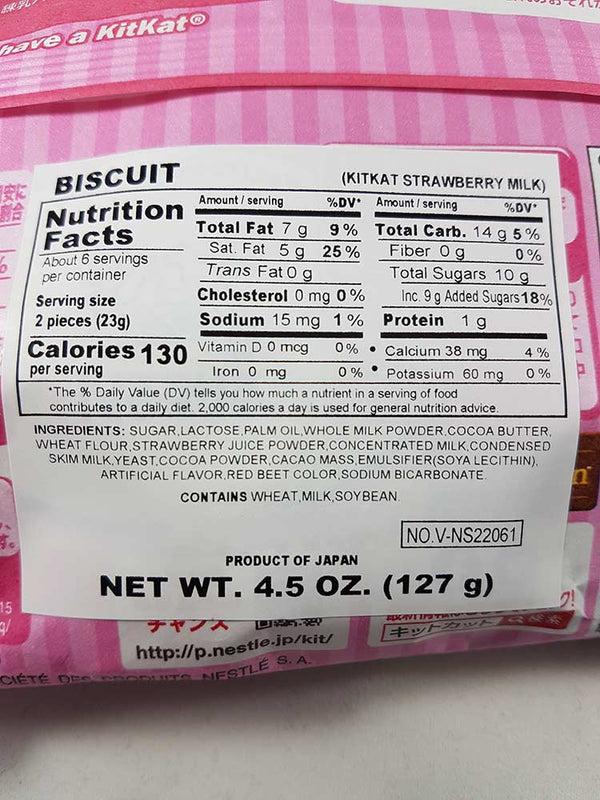 have a KitKat®
BISCUIT
(KITKAT STRAWBERRY MILK)
Nutrition
Facts
About 6 servings
per container
Serving size
2 pieces (23g)
Calories 130
per serving
Amount / serving %DV*
Total Fat 7 g 9%
Sat. Fat 5 g 25%
Trans Fat 0 g
Cholesterol 0 mg 0%
Sodium 15 mg 1%
Amount / serving %DV*
Total Carb. 14 g 5%
Fiber 0 g 0%
Total Sugars 10 g
Inc. 9 g Added Sugars 18%
Protein 1 g
Vitamin D 0 mcg 0% • Calcium 38 mg 4%
Iron 0 mg 0% • Potassium 60 mg 0%
*The % Daily Value (DV) tells you how much a nutrient in a serving of food
contributes to a daily diet. 2,000 calories a day is used for general nutrition advice.
INGREDIENTS: SUGAR,LACTOSE,PALM OIL,WHOLE MILK POWDER,COCOA BUTTER,
WHEAT FLOUR,STRAWBERRY JUICE POWDER,CONCENTRATED MILK,CONDENSED
SKIM MILK,YEAST,COCOA POWDER,CACAO MASS,EMULSIFIER(SOYA LECITHIN),
ARTIFICIAL FLAVOR,RED BEET COLOR,SODIUM BICARBONATE.
CONTAINS WHEAT,MILK,SOYBEAN.
NO.V-NS22061
PRODUCT OF JAPAN
NET WT. 4.5 OZ. (127 g)
チャンス
http://p.nestle.jp/kit/
キットカット
NESTLÉ S.A.